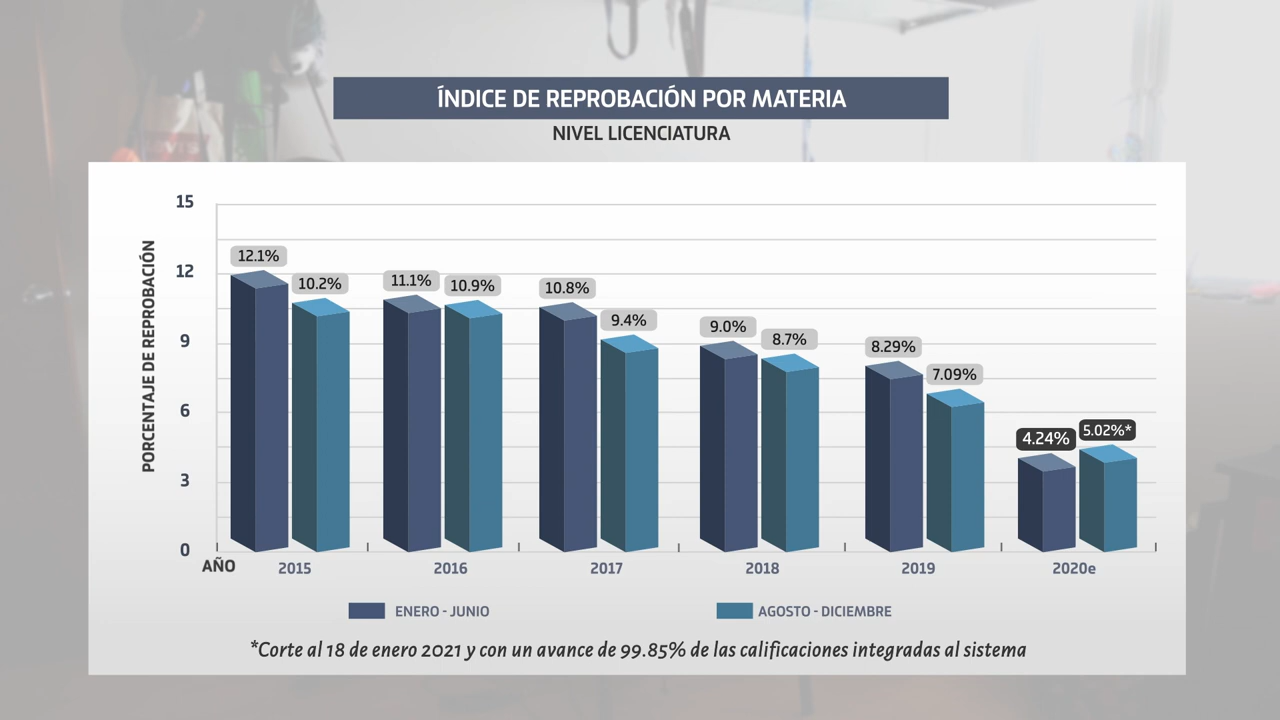 ÍNDICE DE REPROBACIÓN POR MATERIA
NIVEL LICENCIATURA
PORCENTAJE DE REPROBACIÓN
15
12
9
6
3
0
12.1%
10.2%
11.1%
10.9%
10.8%
9.4%
9.0%
8.7%
8.29%
7.09%
4.24%
5.02%*
AÑO
2015
2016
2017
2018
2019
2020e
ENERO - JUNIO
AGOSTO - DICIEMBRE
*Corte al 18 de enero 2021 y con un avance de 99.85% de las calificaciones integradas al sistema